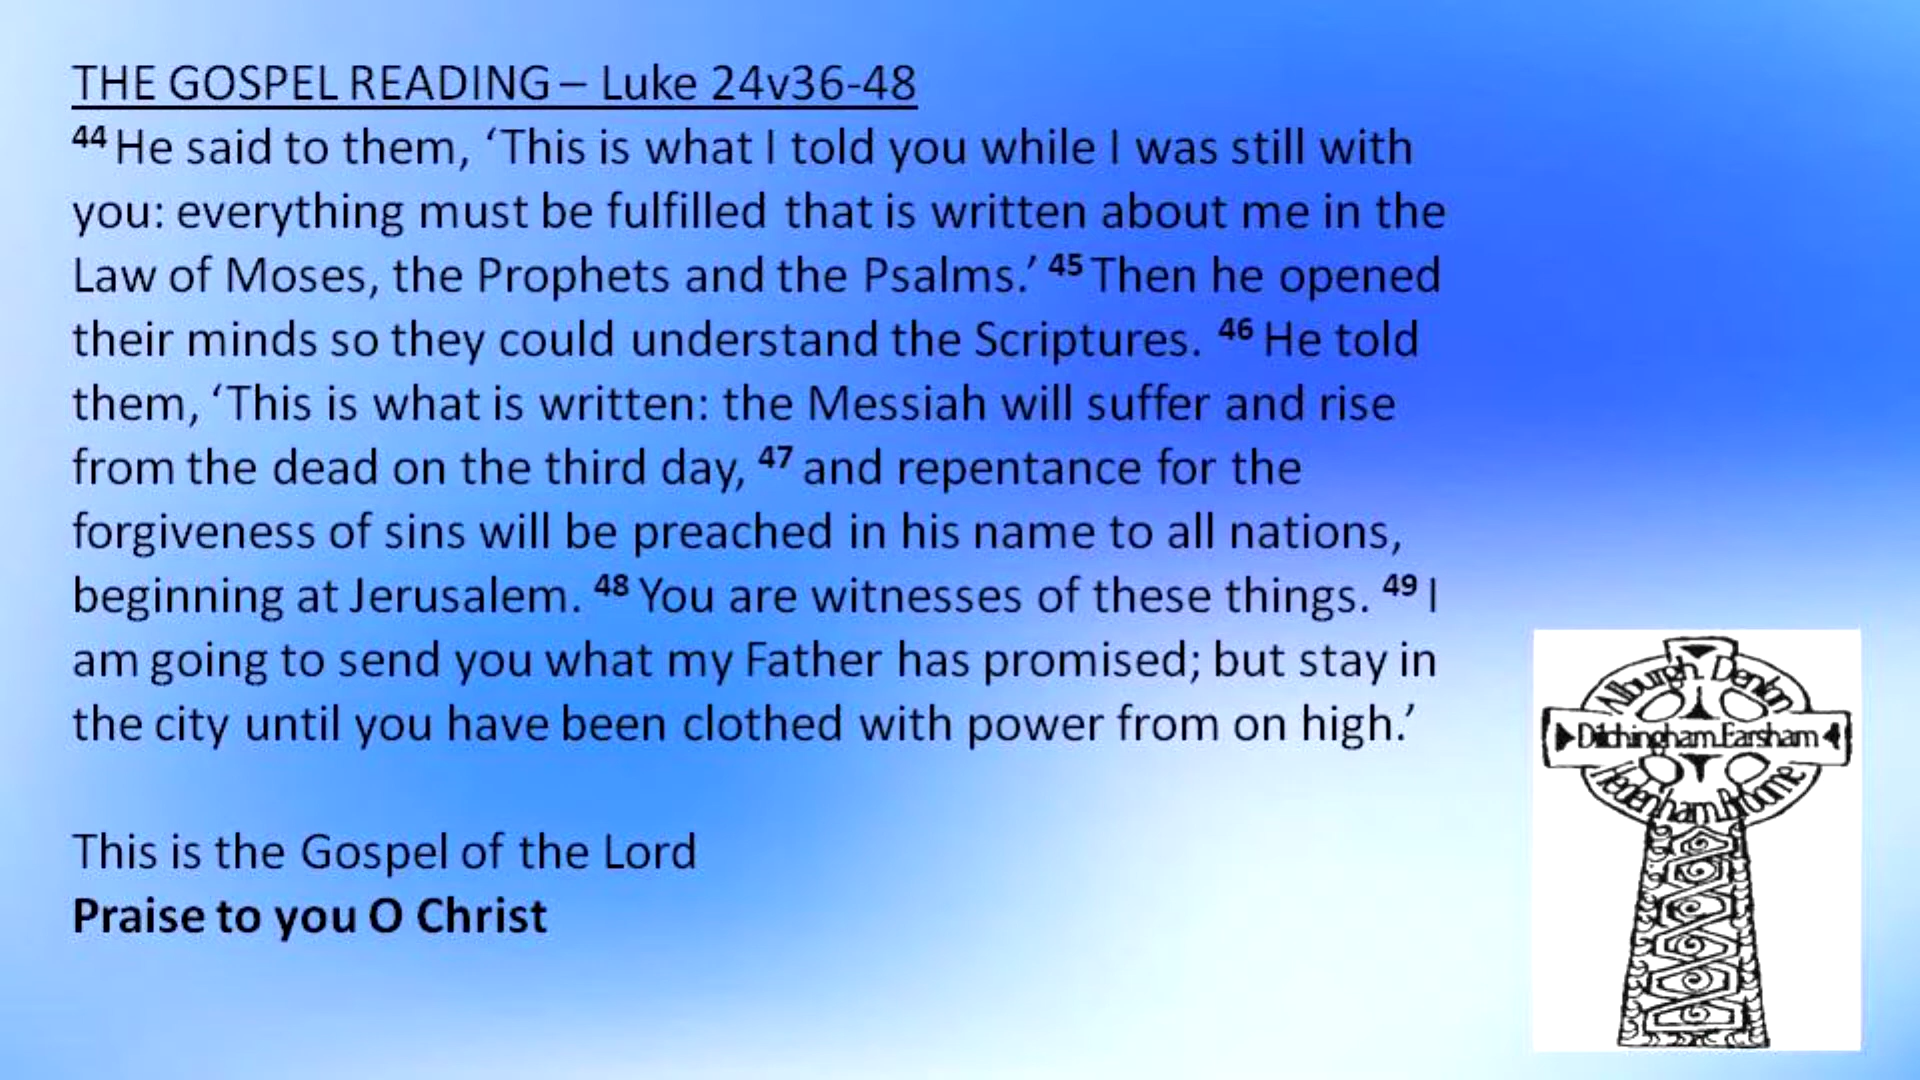 THE GOSPEL READING – Luke 24v36-48
44 He said to them, ‘This is what I told you while I was still with
you: everything must be fulfilled that is written about me in the
Law of Moses, the Prophets and the Psalms.’ 45 Then he opened
their minds so they could understand the Scriptures. 46 He told
them, ‘This is what is written: the Messiah will suffer and rise
from the dead on the third day, 47 and repentance for the
forgiveness of sins will be preached in his name to all nations,
beginning at Jerusalem. 48 You are witnesses of these things. 49 I
am going to send you what my Father has promised; but stay in
the city until you have been clothed with power from on high.’
This is the Gospel of the Lord
Praise to you O Christ
Alburgh. Denton
Ditchingham. Earsham
Hedenham. Broome